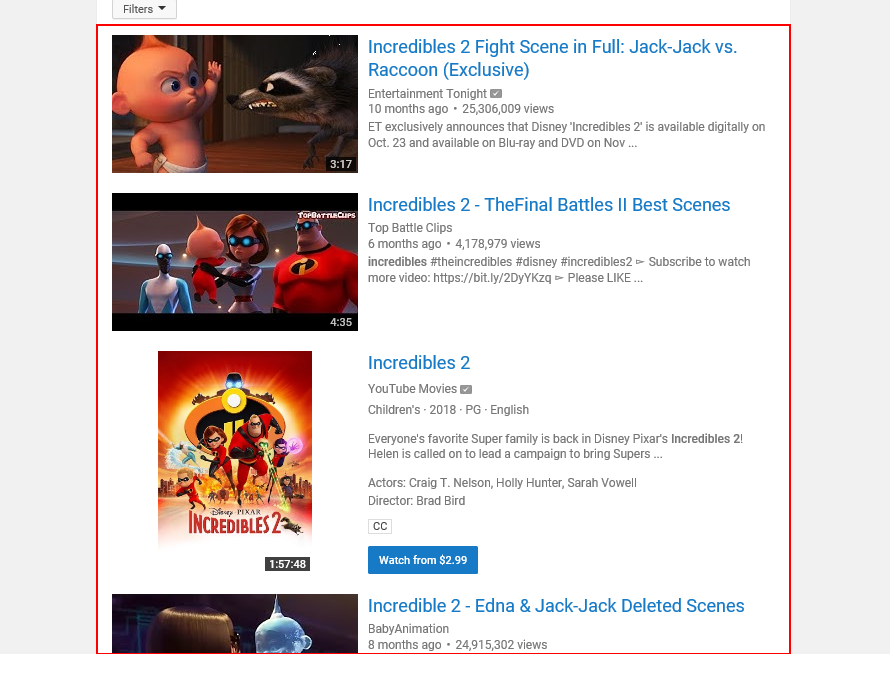 Filters
Incredibles 2 Fight Scene in Full: Jack-Jack vs.
Raccoon (Exclusive)
Entertainment Tonight
10 months ago • 25,306,009 views
ET exclusively announces that Disney 'Incredibles 2' is available digitally on
Oct. 23 and available on Blu-ray and DVD on Nov ...
3:17
TOPBATTLECLIPS
Incredibles 2 - TheFinal Battles II Best Scenes
Top Battle Clips
6 months ago • 4,178,979 views
incredibles #theincredibles #disney #incredibles2 ⊳ Subscribe to watch
more video: https://bit.ly/2DyYKzq ⊳ Please LIKE ...
4:35
Incredibles 2
YouTube Movies
Children's · 2018 · PG · English
Everyone's favorite Super family is back in Disney Pixar's Incredibles 2!
Helen is called on to lead a campaign to bring Supers ...
Actors: Craig T. Nelson, Holly Hunter, Sarah Vowell
Director: Brad Bird
CC
Watch from $2.99
Disney PIXAR
INCREDIBLES 2
1:57:48
Incredible 2 - Edna & Jack-Jack Deleted Scenes
BabyAnimation
8 months ago • 24,915,302 views